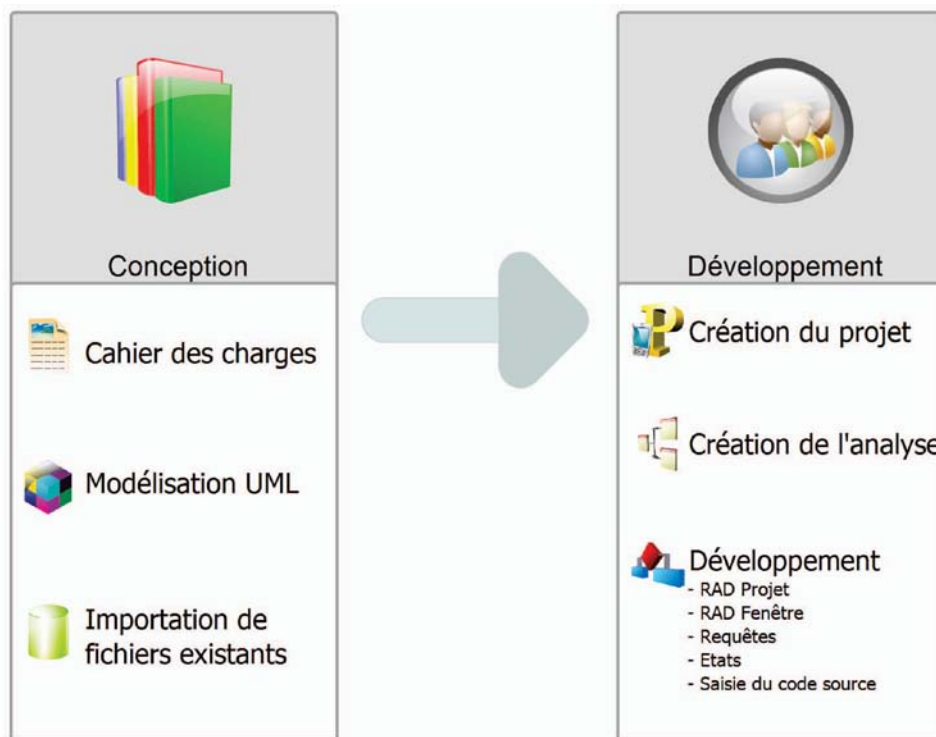 Conception
Cahier des charges
Modélisation UML
Importation de
fichiers existants
Développement
Création du projet
Création de l'analyse
Développement
- RAD Projet
- RAD Fenêtre
- Requêtes
- Etats
- Saisie du code source